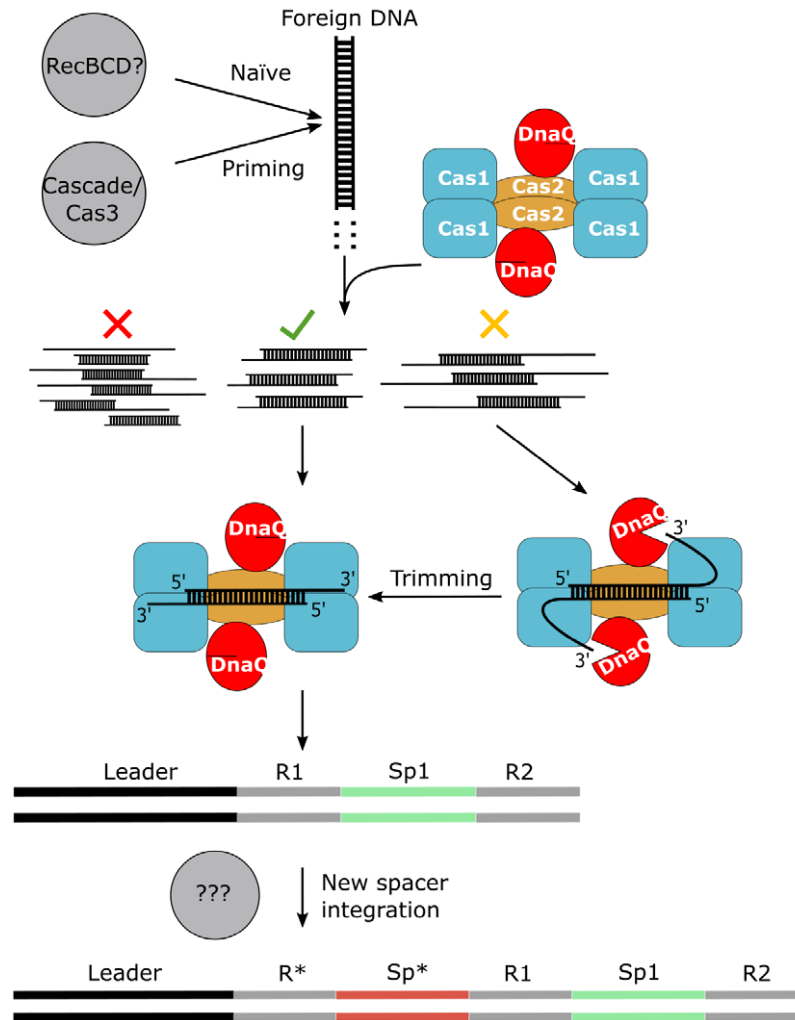 Foreign DNA
RecBCD?
Naïve
Cascade/
Cas3
Priming
DnaQ
Cas1
Cas2
Cas1
Cas1
Cas2
Cas1
DnaQ
DnaQ
5'
3'
3'
5'
DnaQ
Trimming
DnaQ
3'
5'
5'
3'
DnaQ
Leader
R1
Sp1
R2
???
New spacer
integration
Leader
R*
Sp*
R1
Sp1
R2